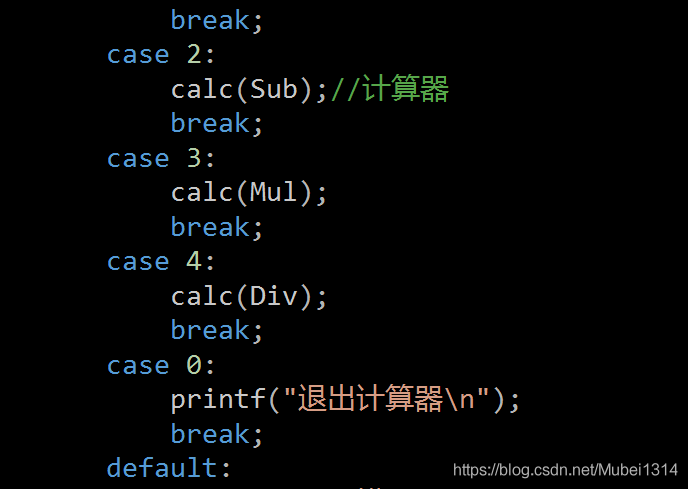 break;
case 2:
calc(Sub);//计算器
break;
case 3:
calc(Mul);
break;
case 4:
calc(Div);
break;
case 0:
printf("退出计算器\n");
break;
default:
https://blog.csdn.net/Mubei1314